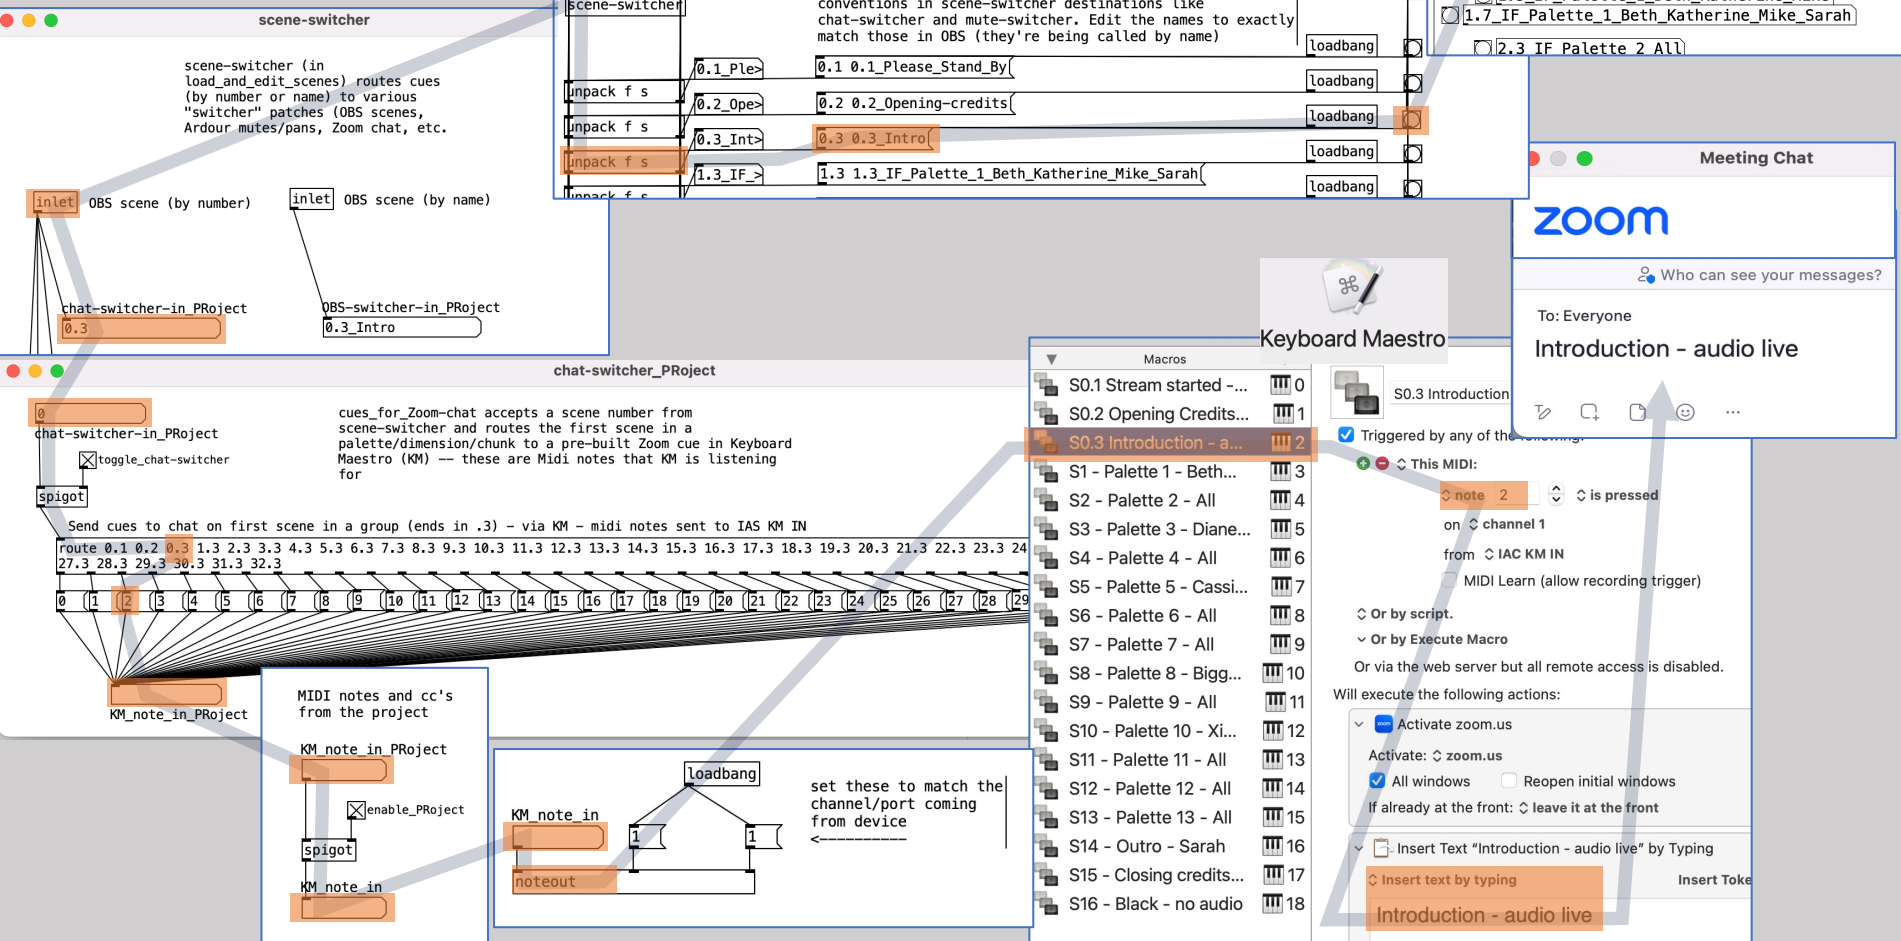 scene-switcher
scene-switcher (in
load_and_edit_scenes) routes cues
(by number or name) to various
"switcher" patches (OBS scenes,
Ardour mutes/pans, Zoom chat, etc.
inlet
OBS scene (by number)
inlet
OBS scene (by name)
chat-switcher-in_PRoject
0.3
OBS-switcher-in_PRoject
0.3_Intro
scene-switcher
conventions in scene-switcher destinations like
chat-switcher and mute-switcher. Edit the names to exactly
match those in OBS (they're being called by name)
loadbang
0.1_Ple>
0.1 0.1_Please_Stand_By
unpack f s
loadbang
0.2_Ope>
0.2 0.2_Opening-credits
unpack f s
loadbang
0.3_Int>
0.3 0.3_Intro
unpack f s
loadbang
1.3_IF_>
1.3 1.3_IF_Palette_1_Beth_Katherine_Mike_Sarah
unpack f s
loadbang
1.7_IF_Palette_1_Beth_Katherine_Mike_Sarah
2.3 IF Palette 2 All
Meeting Chat
zoom
Who can see your messages?
To: Everyone
Introduction - audio live
chat-switcher_PRoject
0
chat-switcher-in_PRoject
toggle_chat-switcher
spigot
cues_for_Zoom-chat accepts a scene number from
scene-switcher and routes the first scene in a
palette/dimension/chunk to a pre-built Zoom cue in Keyboard
Maestro (KM) -- these are Midi notes that KM is listening
for
Send cues to chat on first scene in a group (ends in .3) - via KM - midi notes sent to IAS KM IN
route 0.1 0.2 0.3 1.3 2.3 3.3 4.3 5.3 6.3 7.3 8.3 9.3 10.3 11.3 12.3 13.3 14.3 15.3 16.3 17.3 18.3 19.3 20.3 21.3 22.3 23.3 24
27.3 28.3 29.3 30.3 31.3 32.3
0 1 2 3 4 5 6 7 8 9 10 11 12 13 14 15 16 17 18 19 20 21 22 23 24 25 26 27 28 29
KM_note_in_PRoject
MIDI notes and cc's
from the project
KM_note_in_PRoject
enable_PRoject
spigot
KM_note_in
loadbang
KM_note_in
1
1
noteout
set these to match the
channel/port coming
from device
<----------
Keyboard Maestro
Macros
S0.1 Stream started -... 0
S0.2 Opening Credits... 1
S0.3 Introduction - a... 2
S1 - Palette 1 - Beth... 3
S2 - Palette 2 - All 4
S3 - Palette 3 - Diane... 5
S4 - Palette 4 - All 6
S5 - Palette 5 - Cassi... 7
S6 - Palette 6 - All 8
S7 - Palette 7 - All 9
S8 - Palette 8 - Bigg... 10
S9 - Palette 9 - All 11
S10 - Palette 10 - Xi... 12
S11 - Palette 11 - All 13
S12 - Palette 12 - All 14
S13 - Palette 13 - All 15
S14 - Outro - Sarah 16
S15 - Closing credits... 17
S16 - Black - no audio 18
S0.3 Introduction
Triggered by any of the following:
This MIDI:
note 2 is pressed
on channel 1
from IAC KM IN
MIDI Learn (allow recording trigger)
Or by script.
Or by Execute Macro
Or via the web server but all remote access is disabled.
Will execute the following actions:
zoom Activate zoom.us
Activate: zoom.us
All windows Reopen initial windows
If already at the front: leave it at the front
Insert Text “Introduction - audio live” by Typing
Insert text by typing Insert Toke
Introduction - audio live